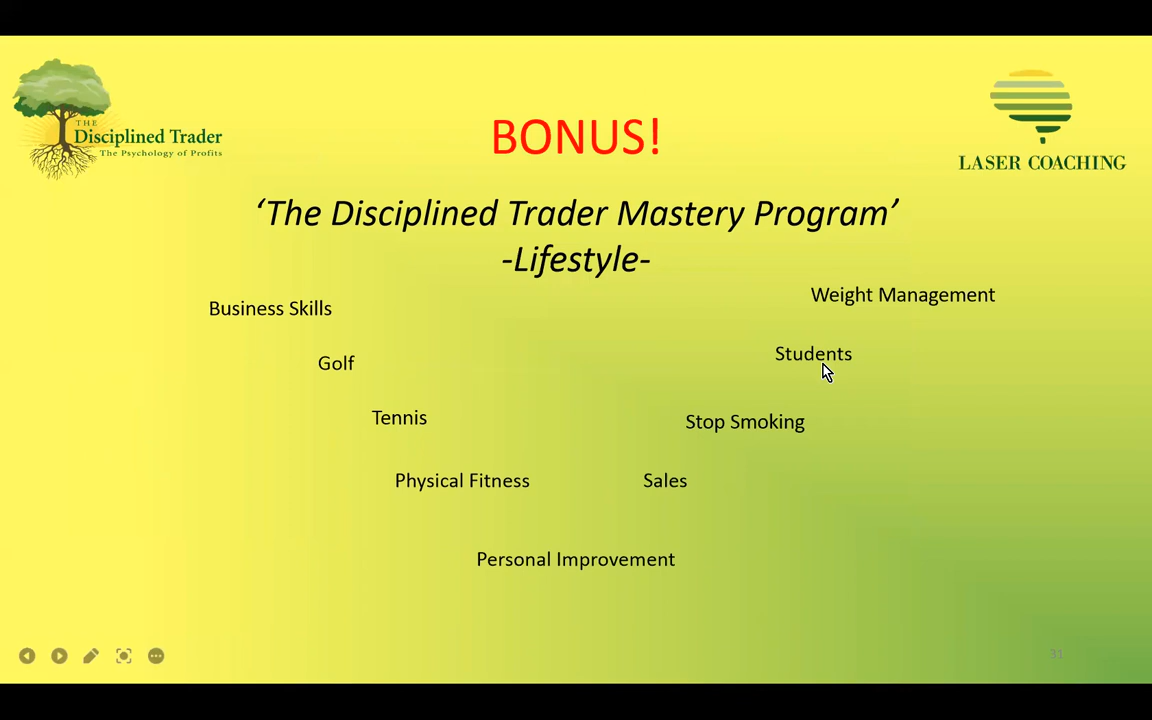 THE
Disciplined Trader
The Psychology of Profits
LASER COACHING
BONUS!
‘The Disciplined Trader Mastery Program’
-Lifestyle-
Business Skills
Weight Management
Golf
Students
Tennis
Stop Smoking
Physical Fitness
Sales
Personal Improvement
31